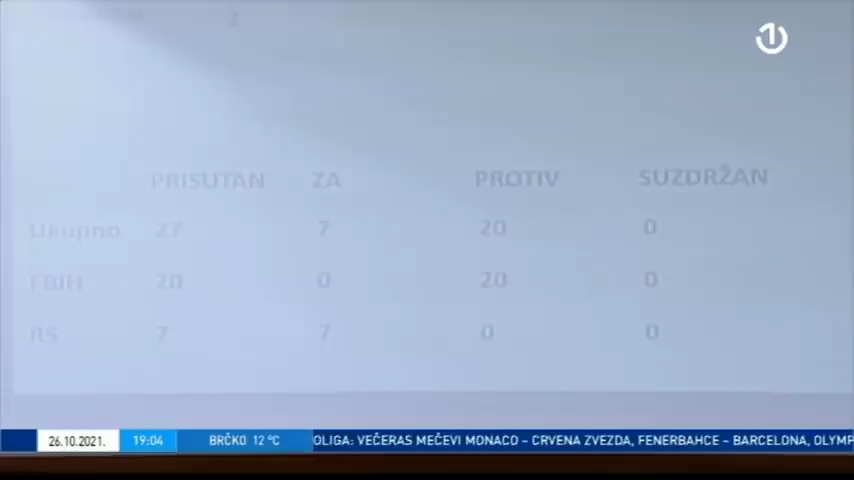 2
PRISUTAN ZA PROTIV SUZDRŽAN
Ukupno 27 7 20 0
FBIH 20 0 20 0
RS 7 7 0 0
26.10.2021. 19:04 BRČKO 12 °C OLIGA: VEČERAS MEČEVI MONACO – CRVENA ZVEZDA, FENERBAHCE – BARCELONA, OLYMP